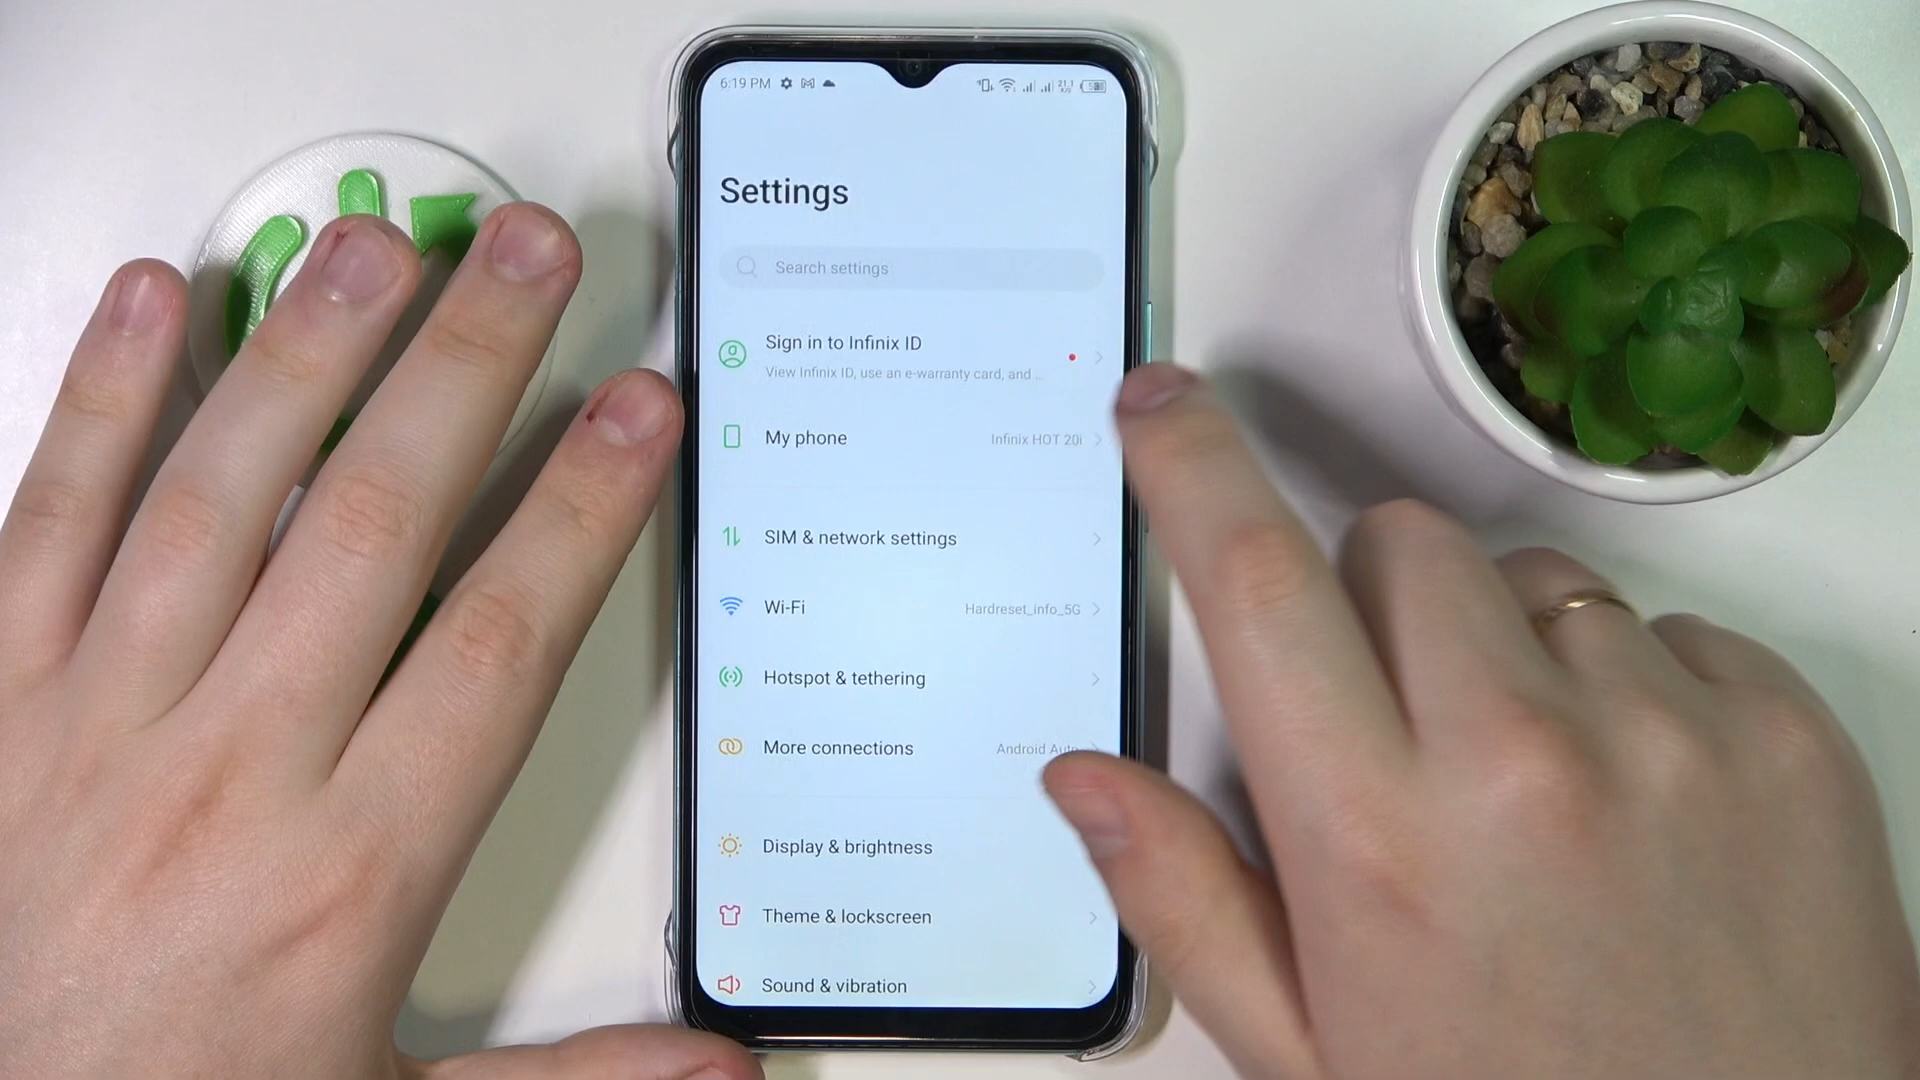 6:19 PM
Settings
Search settings
Sign in to Infinix ID
View Infinix ID, use an e-warranty card, and ...
My phone Infinix HOT 20i
SIM & network settings
Wi-Fi Hardreset_info_5G
Hotspot & tethering
More connections Android Auto
Display & brightness
Theme & lockscreen
Sound & vibration